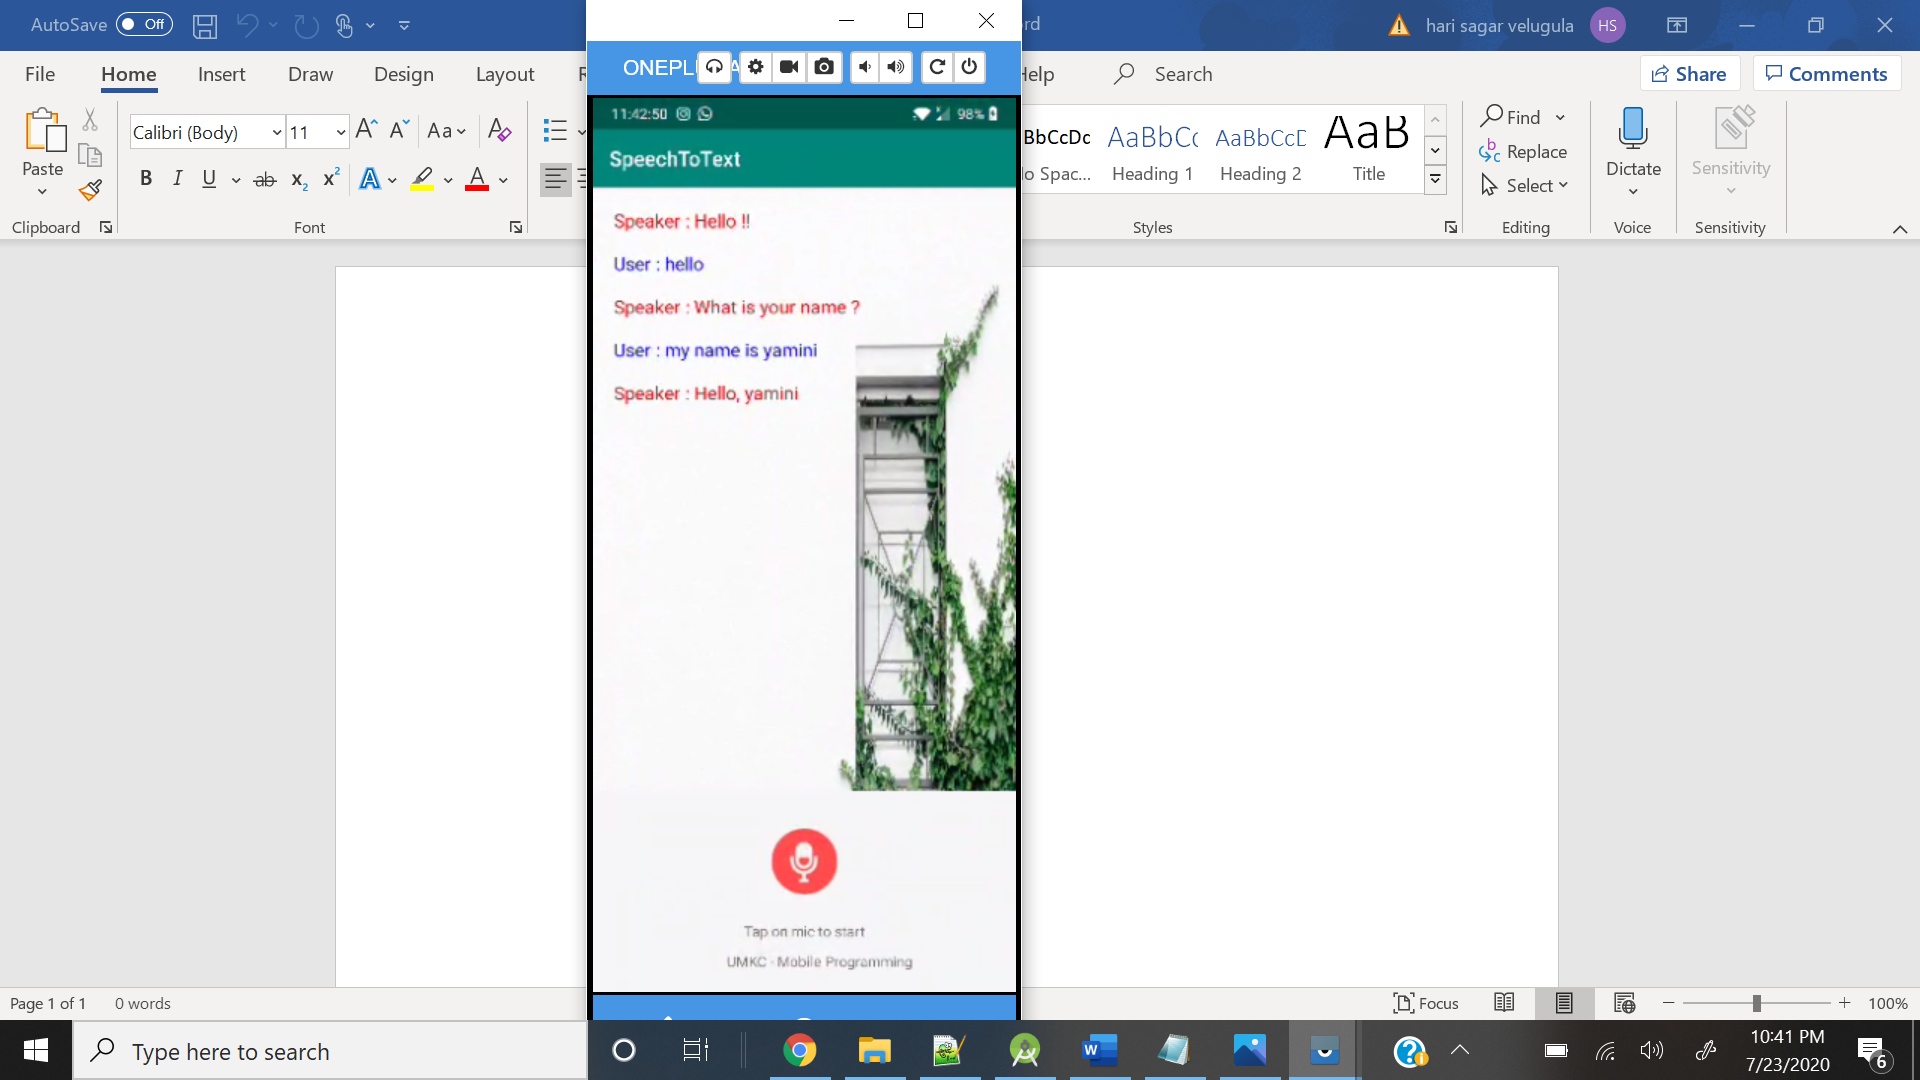 AutoSave Off
rd
hari sagar velugula HS
File Home Insert Draw Design Layout
Help Search
Share Comments
ONEPL
Paste
Clipboard
Calibri (Body) 11
Aa
B I U ab x₂ x² A A
Font
BbCcDc AaBbCc AaBbCcD AaB
Spac... Heading 1 Heading 2 Title
Styles
Find
Replace
Select
Editing
Dictate
Voice
Sensitivity
Sensitivity
11:42:50 98%
SpeechToText
Speaker : Hello !!
User : hello
Speaker : What is your name ?
User : my name is yamini
Speaker : Hello, yamini
Tap on mic to start
UMKC - Mobile Programming
Page 1 of 1 0 words
Focus 100%
Type here to search
10:41 PM
7/23/2020
6